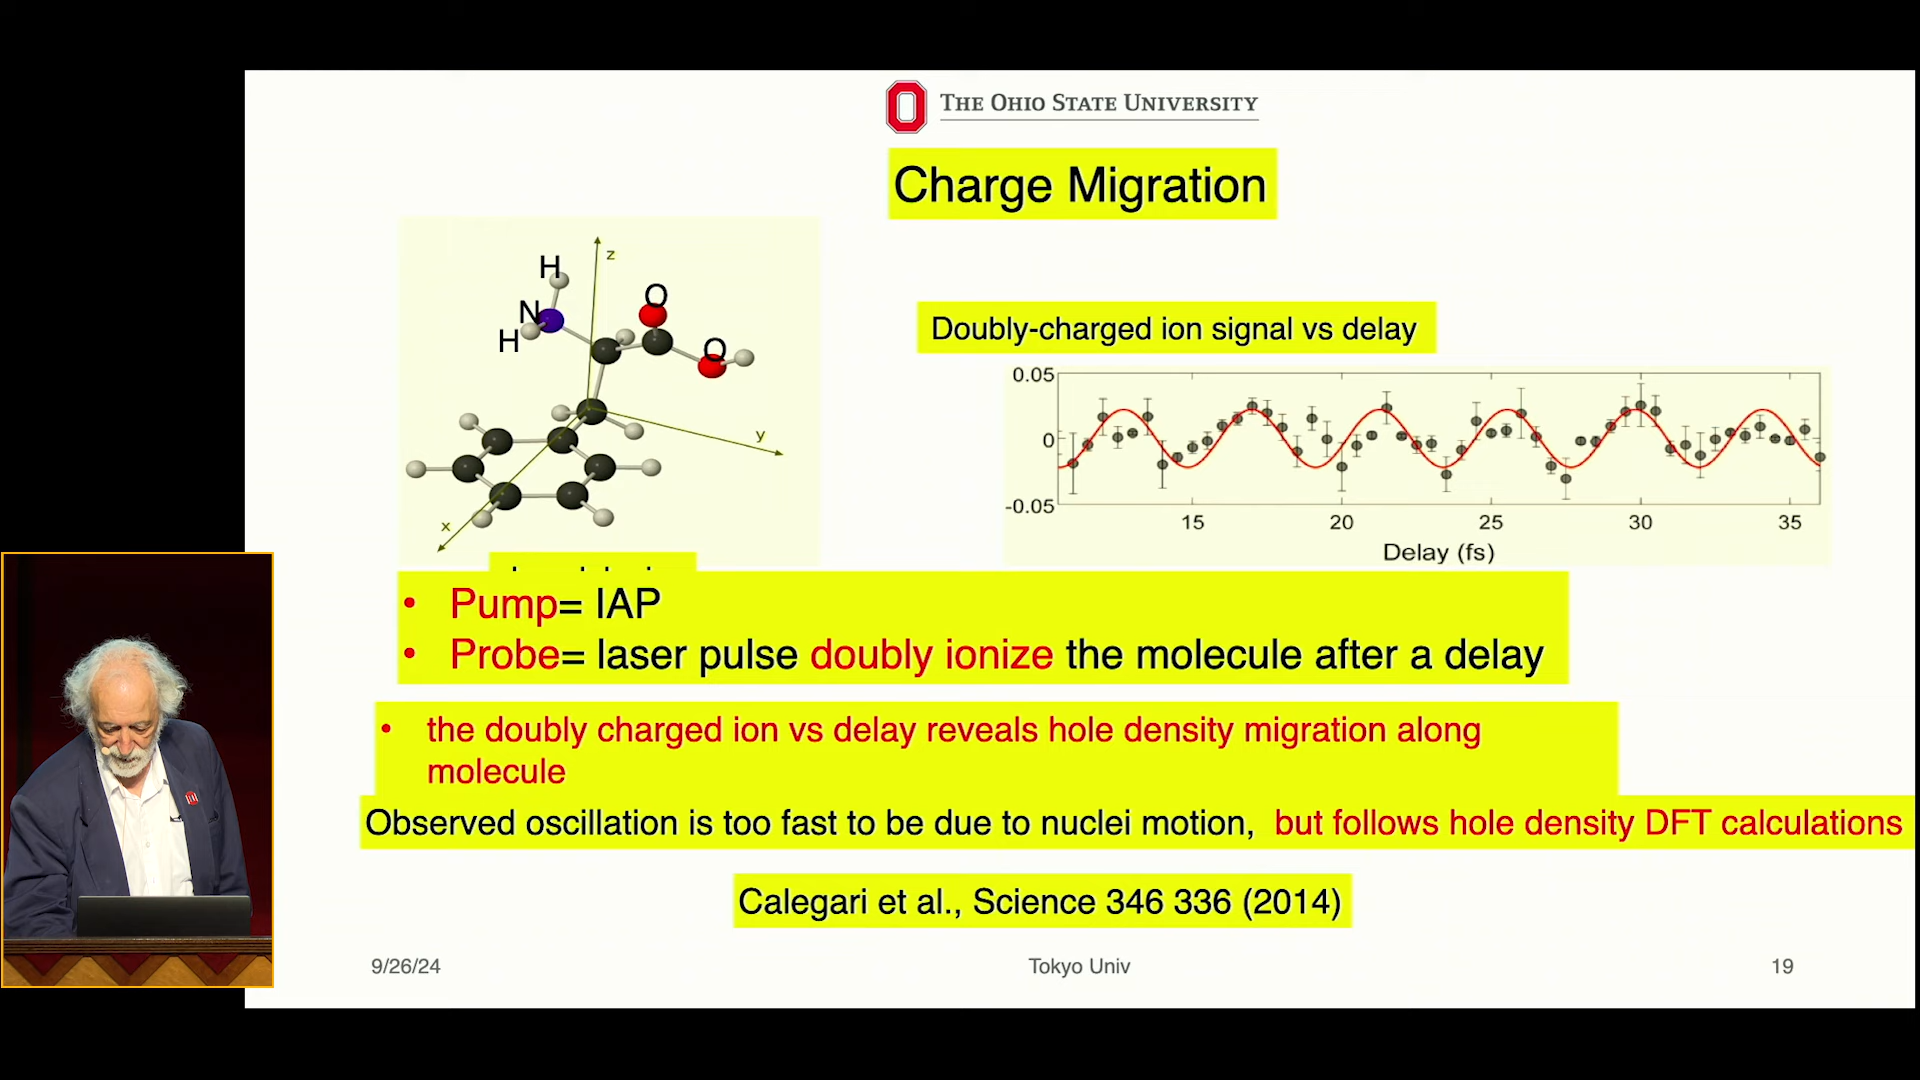 THE OHIO STATE UNIVERSITY
Charge Migration
H
z
N
H
O
O
y
x
Doubly-charged ion signal vs delay
0.05
0
-0.05
15 20 25 30 35
Delay (fs)
• Pump= IAP
• Probe= laser pulse doubly ionize the molecule after a delay
• the doubly charged ion vs delay reveals hole density migration along
molecule
Observed oscillation is too fast to be due to nuclei motion, but follows hole density DFT calculations
Calegari et al., Science 346 336 (2014)
9/26/24
Tokyo Univ
19